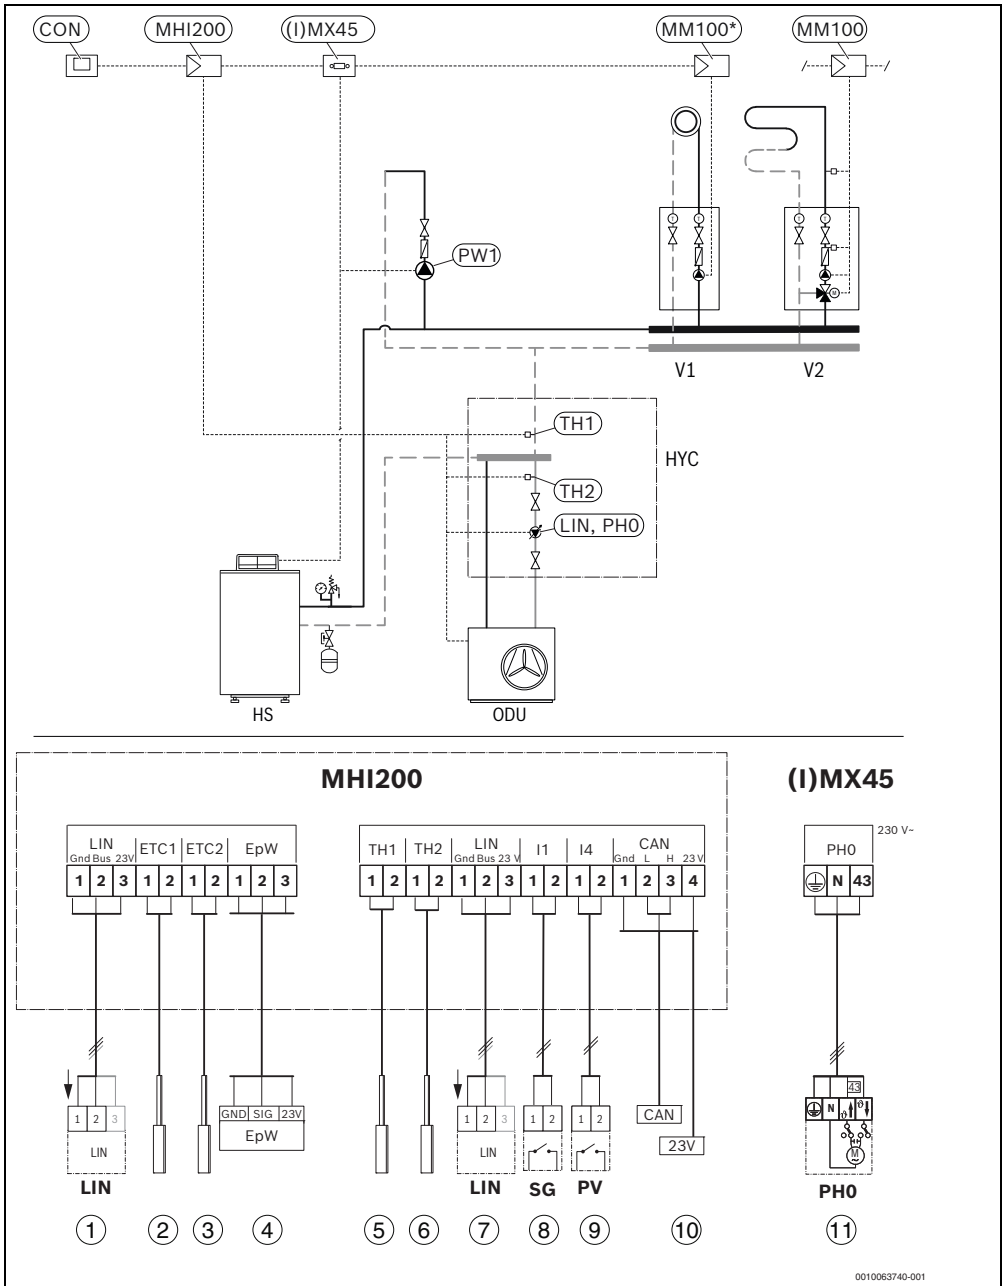 CON MHI200 (I)MX45 MM100* MM100
T T T T
PW1
M
V1 V2
TH1
HYC
TH2
LIN, PH0
HS ODU
MHI200 (I)MX45
230 V~
LIN ETC1 ETC2 EpW TH1 TH2 LIN I1 I4 CAN PH0
Gnd Bus 23V Gnd Bus 23 V Gnd L H 23 V
1 2 3 1 2 1 2 1 2 3 1 2 1 2 1 2 3 1 2 1 2 1 2 3 4 N 43
43
1 2 3 GND SIG 23V 1 2 3 1 2 1 2 CAN N ϑ ϑ
EpW
LIN LIN 23V M
LIN LIN SG PV PH0
1 2 3 4 5 6 7 8 9 10 11
0010063740-001